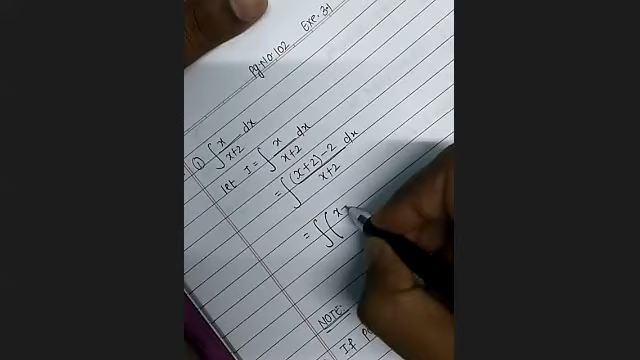 Pg.No:102 Exe. 3.1
① ∫ x/x+2 dx
let I = ∫ x/x+2 dx
= ∫ (x+2)-2/x+2 dx
= ∫ ( x
NOTE:
If